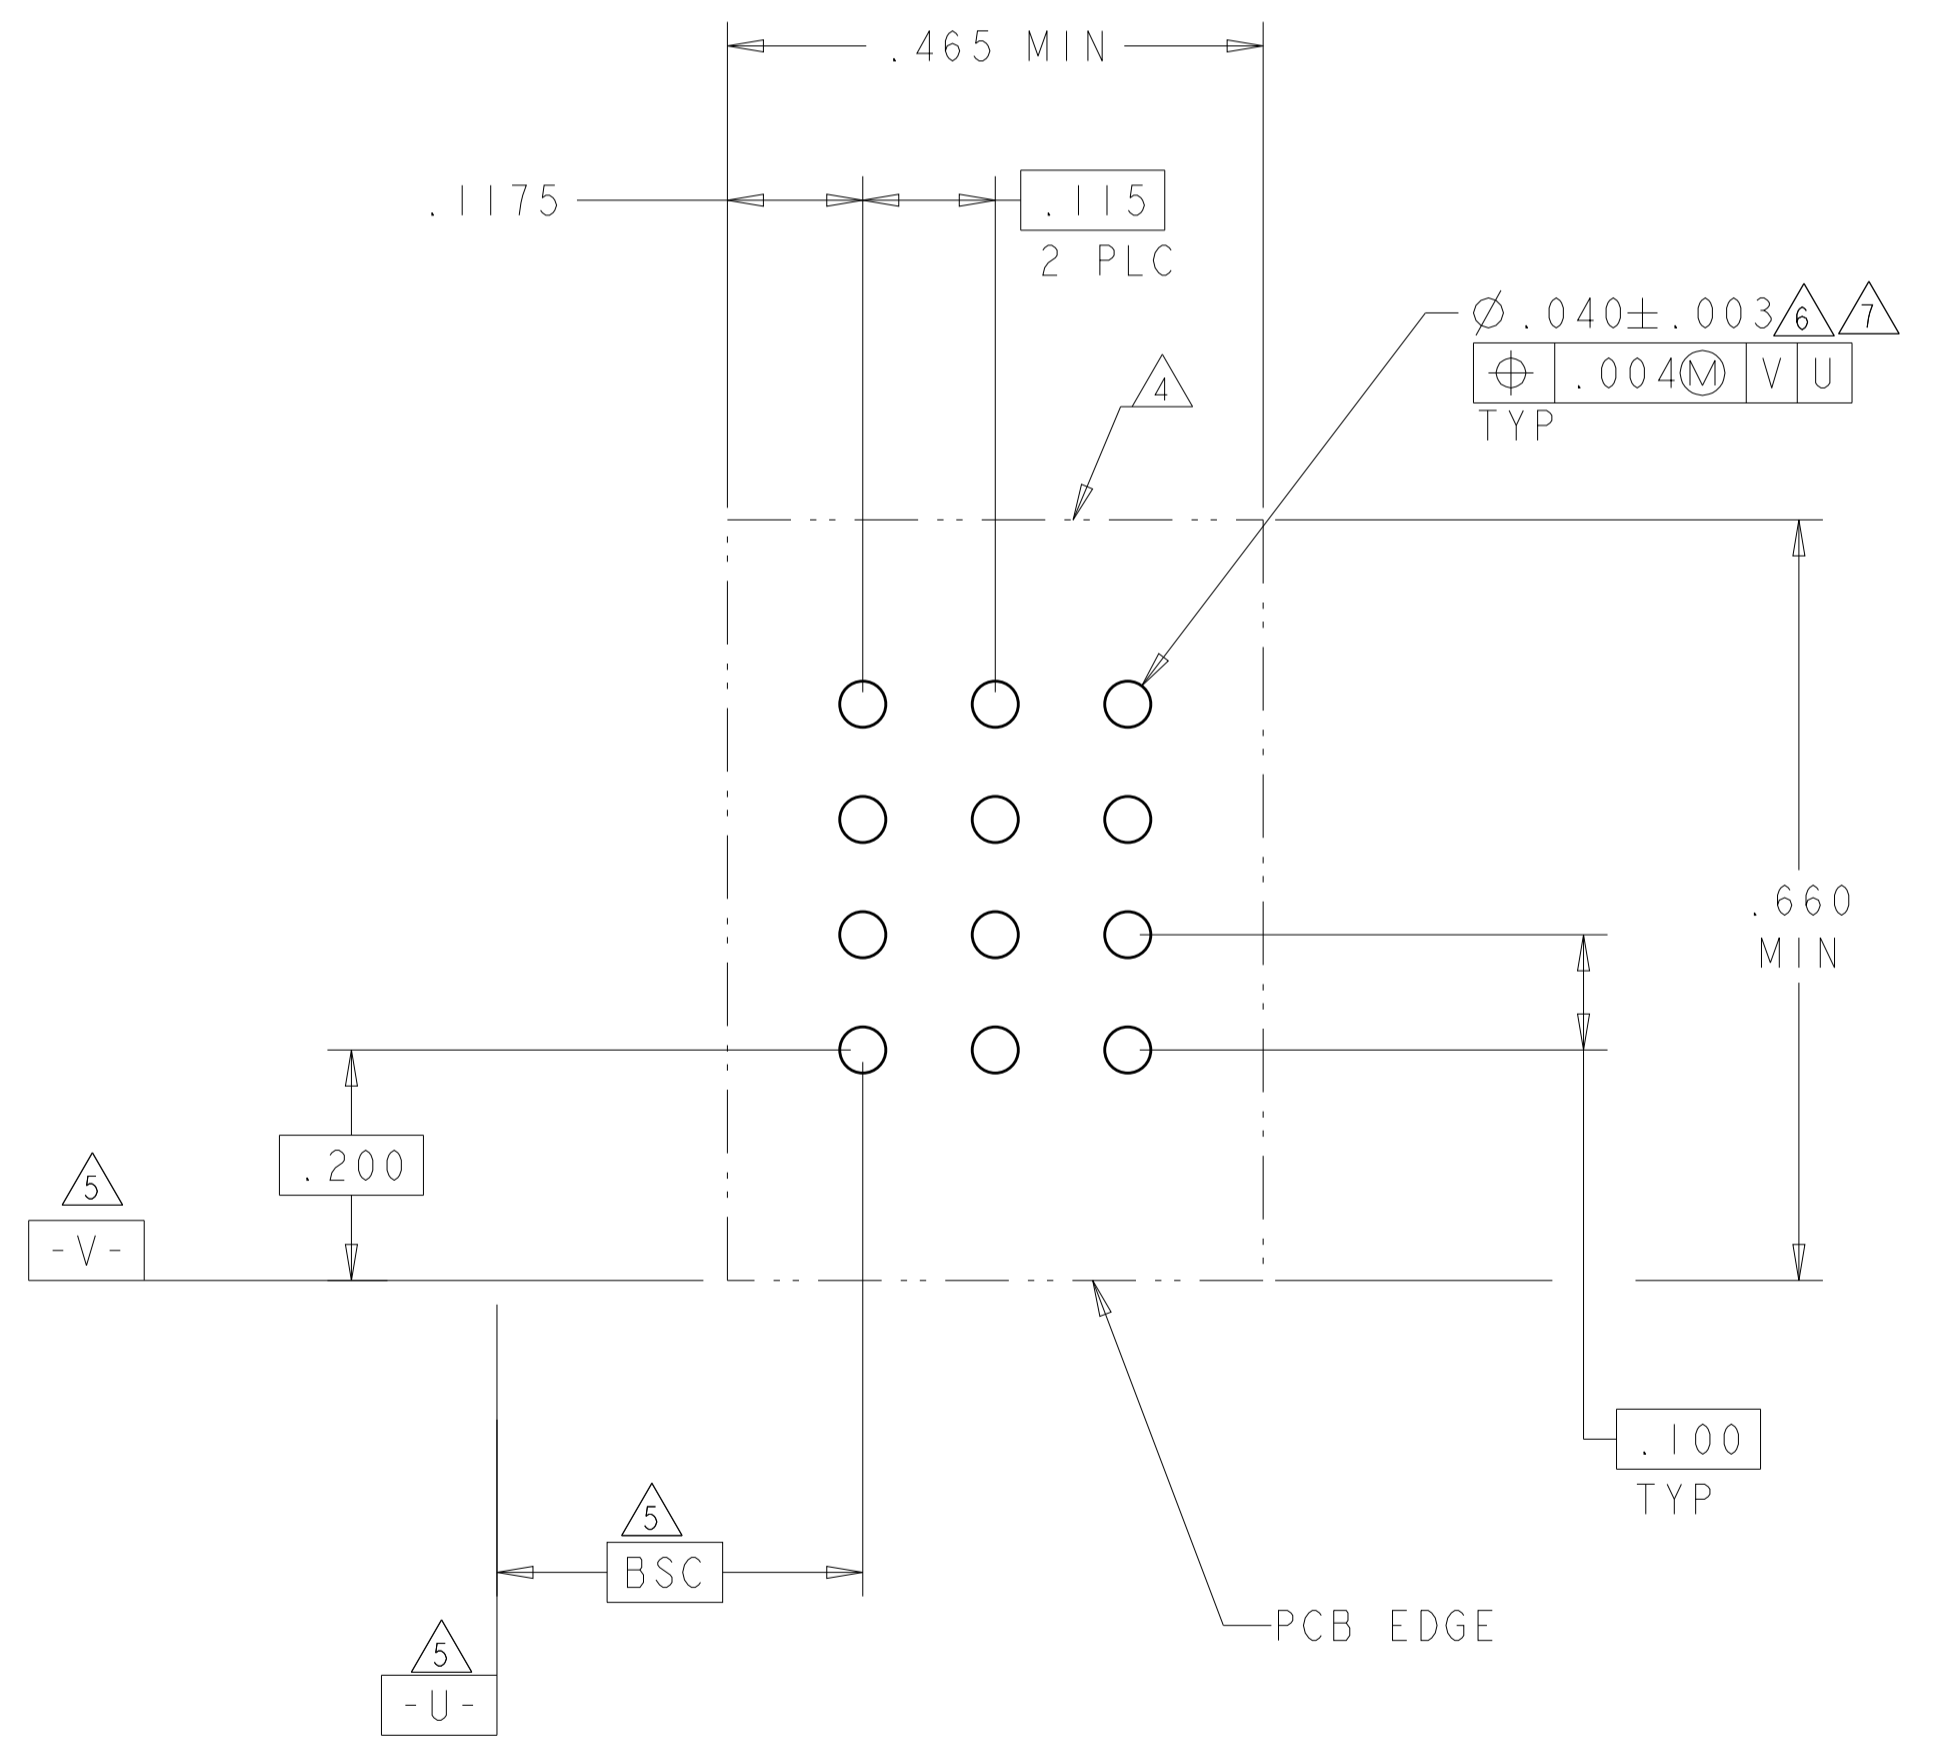 .465 MIN
.1175
.115
2 PLC
Ø.040±.003 6 7
⌖ .004Ⓜ V U
TYP
4
.660
MIN
.200
5
-V-
.100
TYP
5
BSC
PCB EDGE
5
-U-